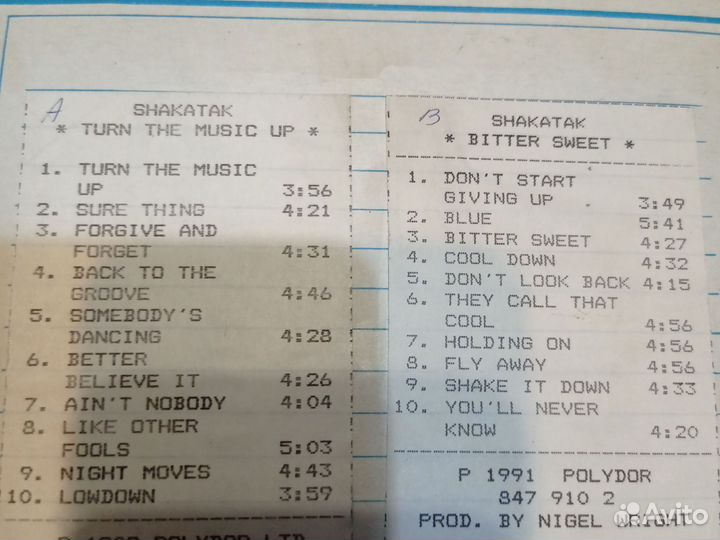 A
SHAKATAK
* TURN THE MUSIC UP *
1. TURN THE MUSIC
UP 3:56
2. SURE THING 4:21
3. FORGIVE AND
FORGET 4:31
4. BACK TO THE
GROOVE 4:46
5. SOMEBODY'S
DANCING 4:28
6. BETTER
BELIEVE IT 4:26
7. AIN'T NOBODY 4:04
8. LIKE OTHER
FOOLS 5:03
9. NIGHT MOVES 4:43
10. LOWDOWN 3:59
POLYDOR LTD
B
SHAKATAK
* BITTER SWEET *
1. DON'T START
GIVING UP 3:49
2. BLUE 5:41
3. BITTER SWEET 4:27
4. COOL DOWN 4:32
5. DON'T LOOK BACK 4:15
6. THEY CALL THAT
COOL 4:56
7. HOLDING ON 4:56
8. FLY AWAY 4:56
9. SHAKE IT DOWN 4:33
10. YOU'LL NEVER
KNOW 4:20
P 1991 POLYDOR
847 910 2
PROD. BY NIGEL WRIGHT
Avito